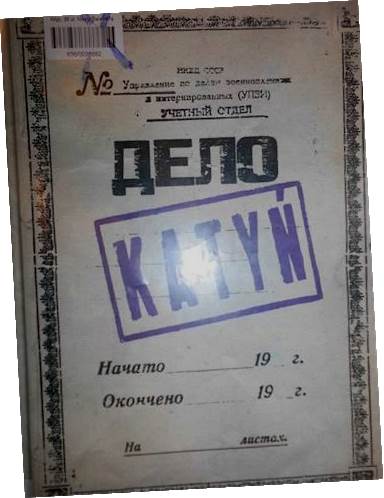 №
НКВД СССР
Управление по делам военнопленных
и интернированных (УПВИ)
УЧЕТНЫЙ ОТДЕЛ
ДЕЛО
KATYŃ
Начато 19 г.
Окончено 19 г.
На листах.